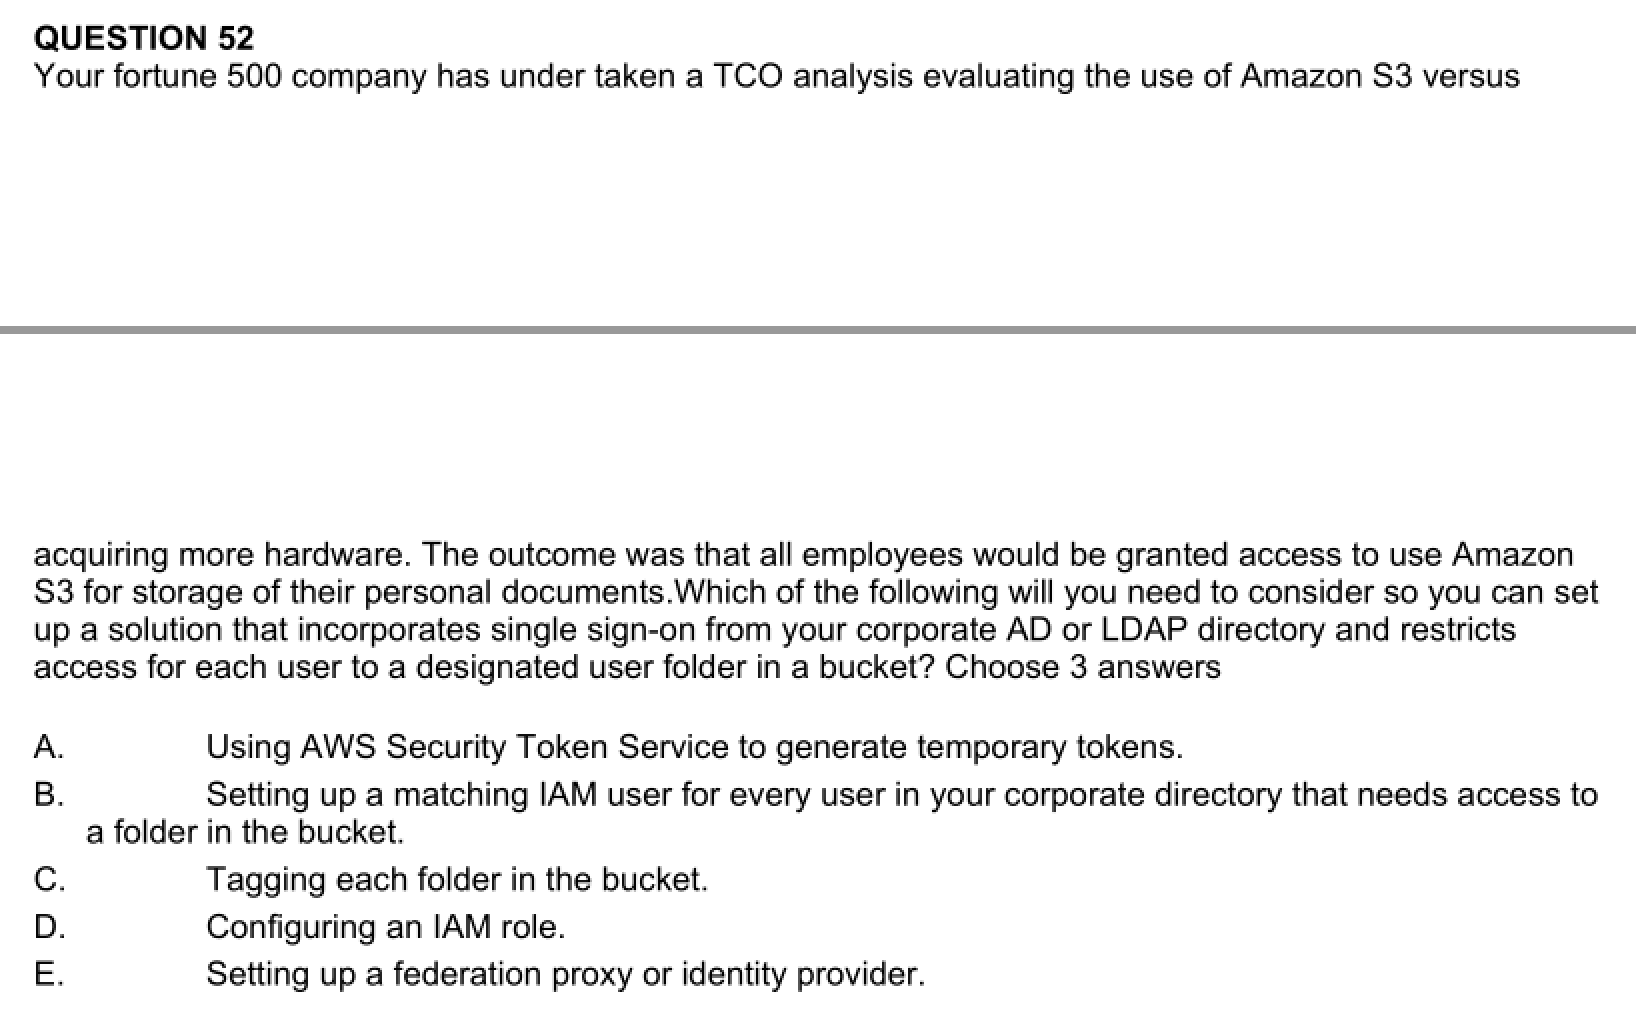 QUESTION 52
Your fortune 500 company has under taken a TCO analysis evaluating the use of Amazon S3 versus
acquiring more hardware. The outcome was that all employees would be granted access to use Amazon
S3 for storage of their personal documents.Which of the following will you need to consider so you can set
up a solution that incorporates single sign-on from your corporate AD or LDAP directory and restricts
access for each user to a designated user folder in a bucket? Choose 3 answers
A. Using AWS Security Token Service to generate temporary tokens.
B. Setting up a matching IAM user for every user in your corporate directory that needs access to
a folder in the bucket.
C. Tagging each folder in the bucket.
D. Configuring an IAM role.
E. Setting up a federation proxy or identity provider.